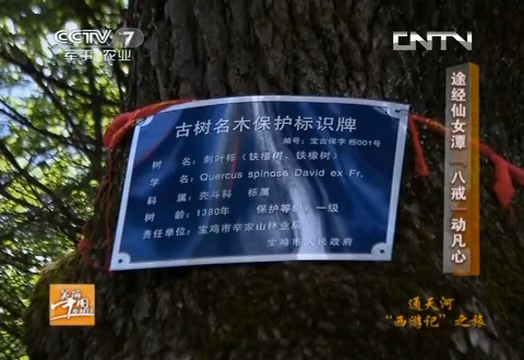 CCTV 7
军事·农业
CNTV
古树名木保护标识牌
编号：宝古保字 栎001号
树 名：刺叶栎（铁橿树、铁橡树）
学 名：Quercus spinosa David ex Fr.
科 属：壳斗科 栎属
树 龄：1380年 保护等级：一级
责任单位：宝鸡市辛家山林业局
宝鸡市人民政府
途经仙女潭 “八戒”动凡心
通天河
“西游记”之旅
美丽
中国